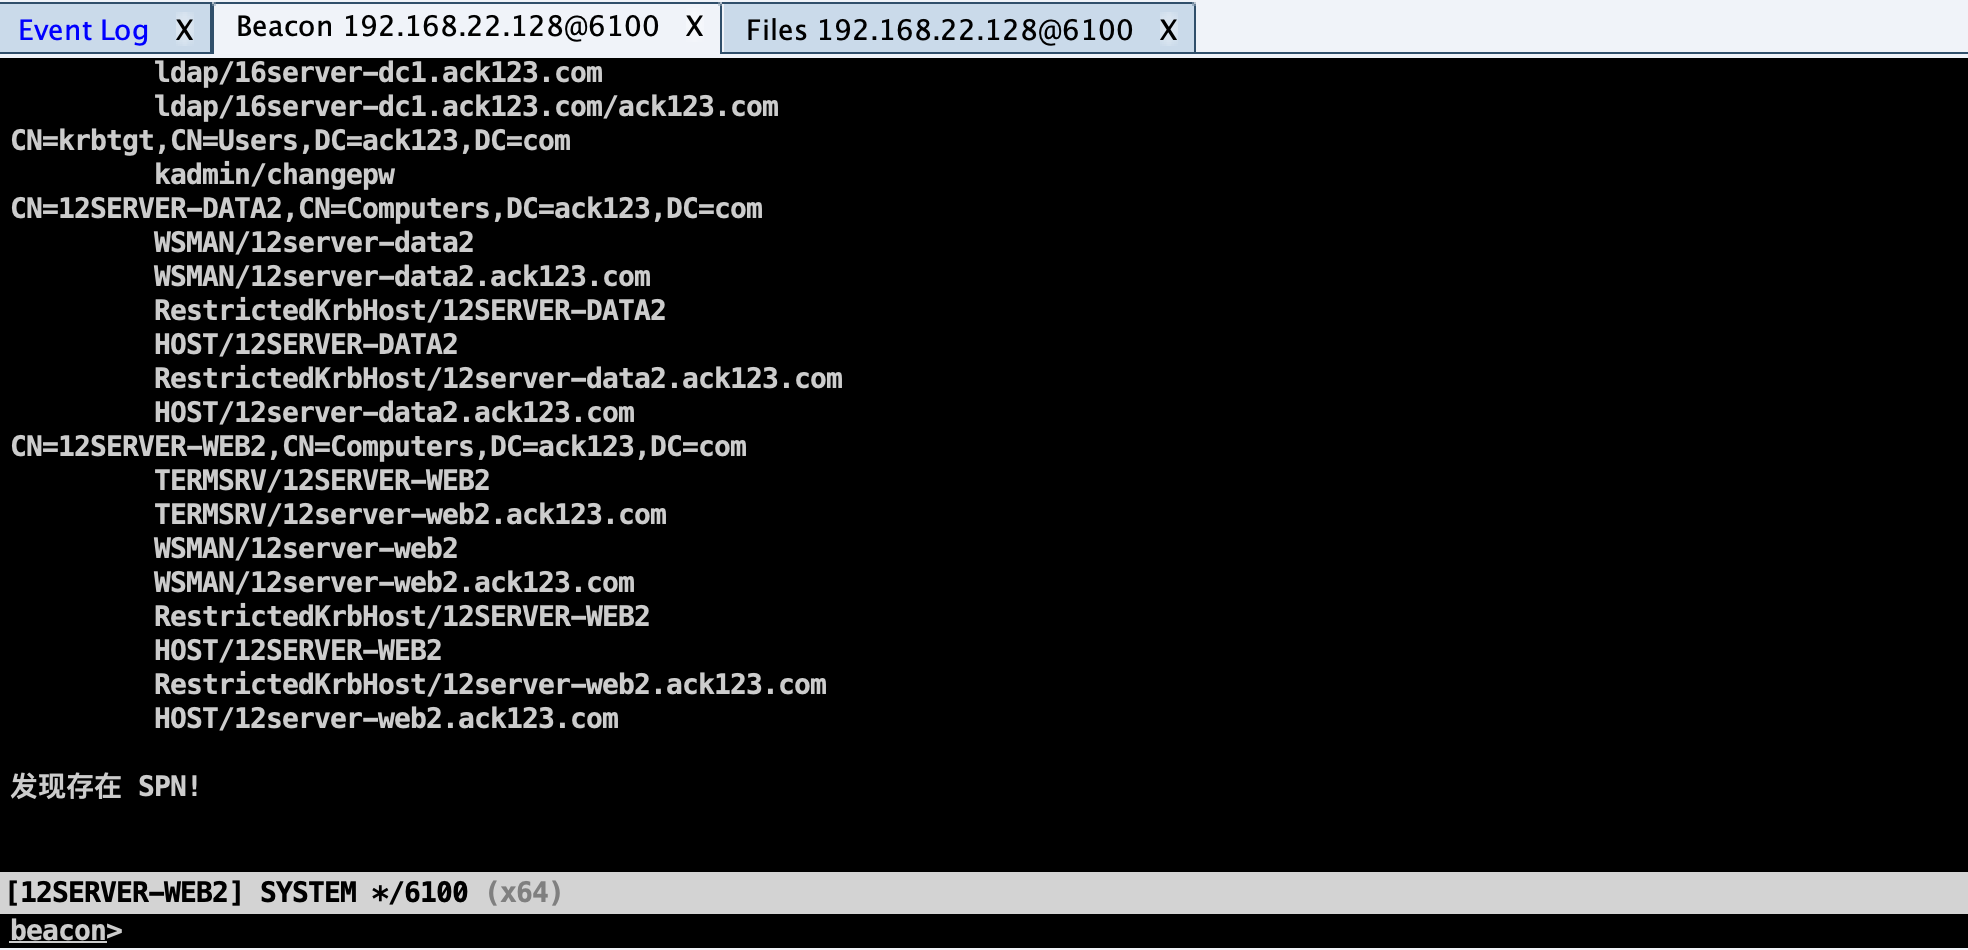 Event Log X Beacon 192.168.22.128@6100 X Files 192.168.22.128@6100 X
ldap/16server-dc1.ack123.com
ldap/16server-dc1.ack123.com/ack123.com
CN=krbtgt,CN=Users,DC=ack123,DC=com
kadmin/changepw
CN=12SERVER-DATA2,CN=Computers,DC=ack123,DC=com
WSMAN/12server-data2
WSMAN/12server-data2.ack123.com
RestrictedKrbHost/12SERVER-DATA2
HOST/12SERVER-DATA2
RestrictedKrbHost/12server-data2.ack123.com
HOST/12server-data2.ack123.com
CN=12SERVER-WEB2,CN=Computers,DC=ack123,DC=com
TERMSRV/12SERVER-WEB2
TERMSRV/12server-web2.ack123.com
WSMAN/12server-web2
WSMAN/12server-web2.ack123.com
RestrictedKrbHost/12SERVER-WEB2
HOST/12SERVER-WEB2
RestrictedKrbHost/12server-web2.ack123.com
HOST/12server-web2.ack123.com
发现存在 SPN!
[12SERVER-WEB2] SYSTEM */6100 (x64)
beacon>